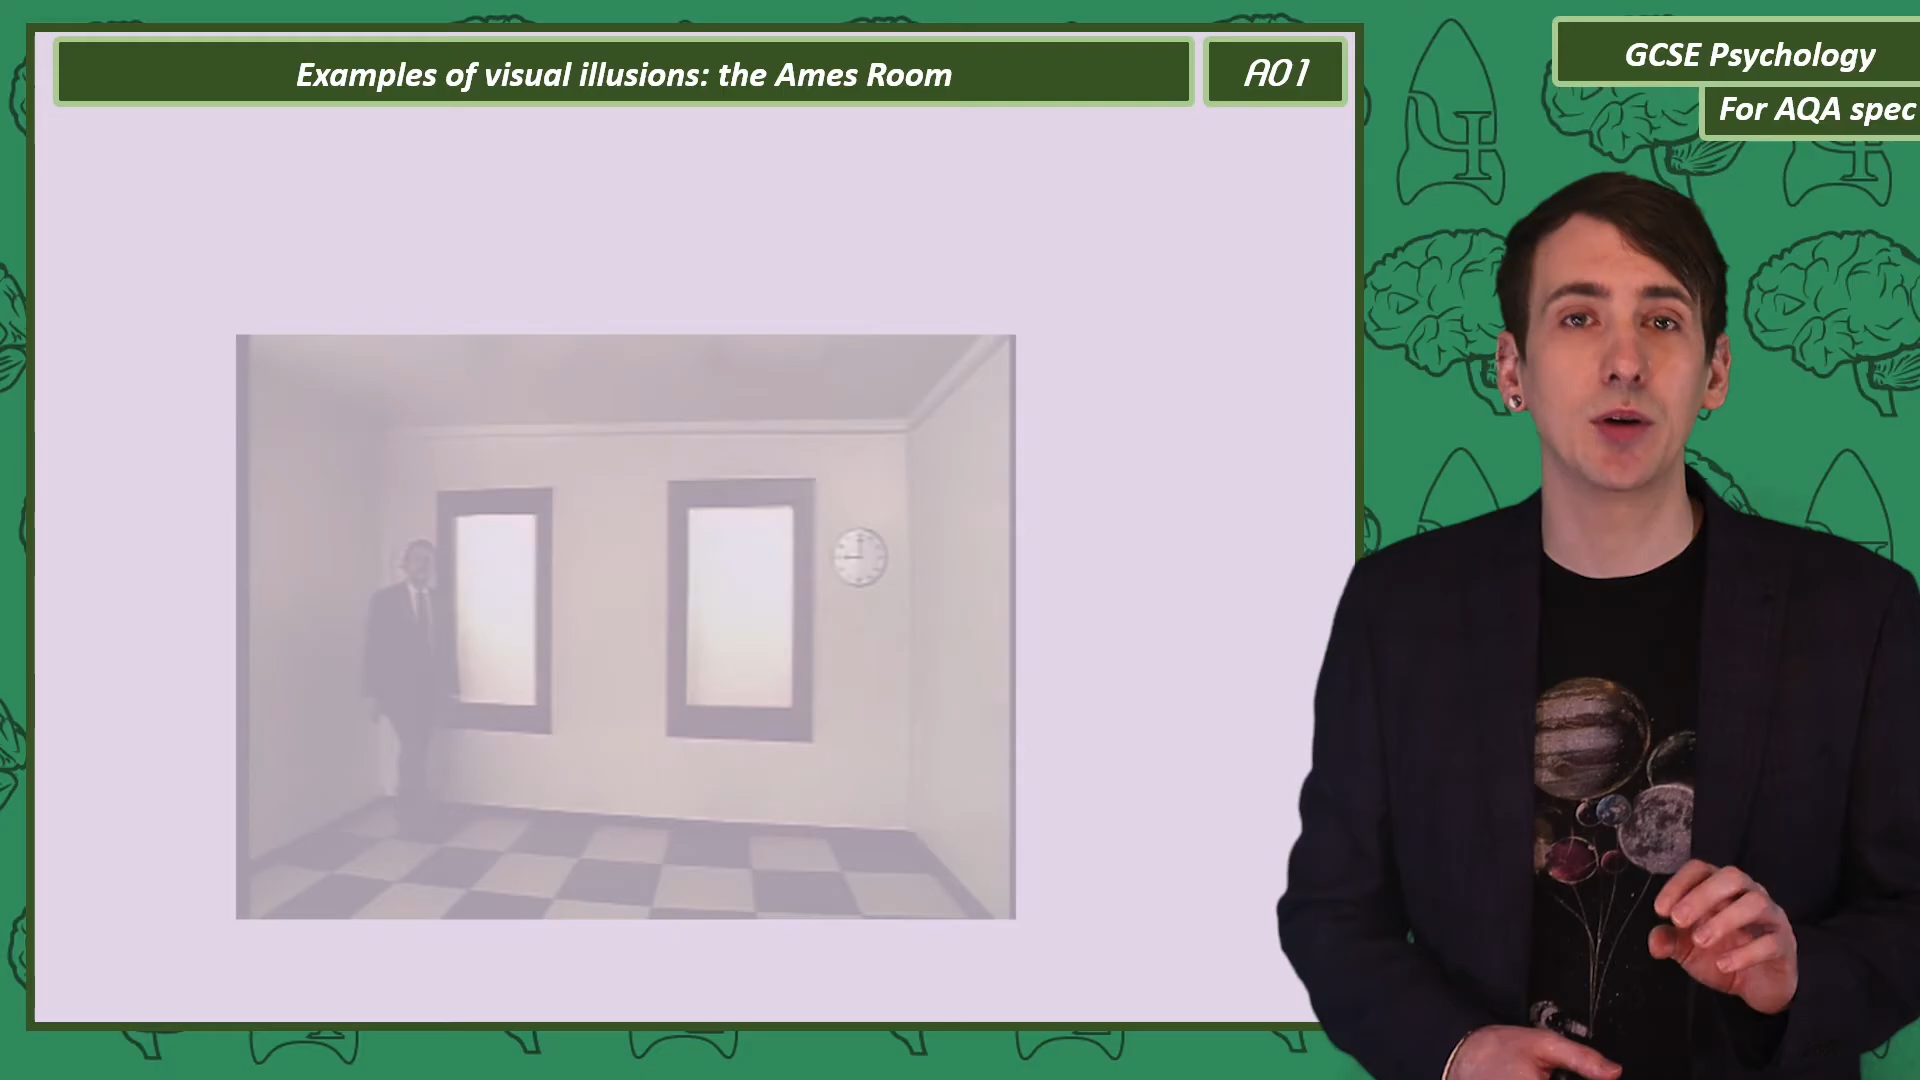 Examples of visual illusions: the Ames Room
AO1
GCSE Psychology
For AQA spec